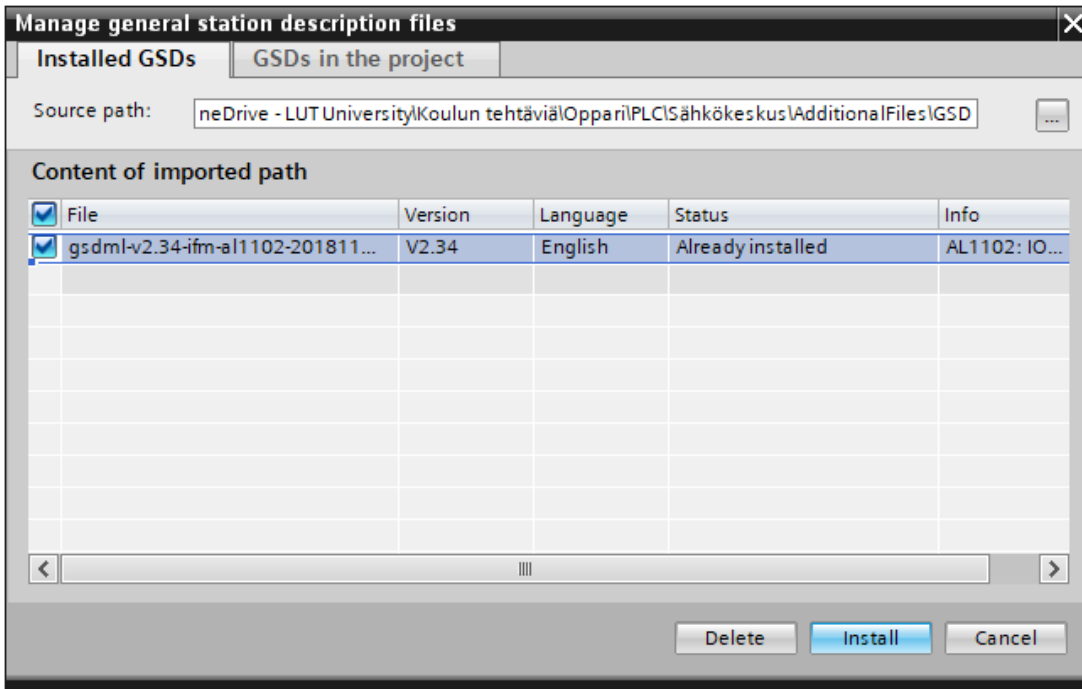 Manage general station description files
Installed GSDs GSDs in the project
Source path: neDrive - LUT University\Koulun tehtäviä\Oppari\PLC\Sähkökeskus\AdditionalFiles\GSD ...
Content of imported path
File Version Language Status Info
gsdml-v2.34-ifm-al1102-201811... V2.34 English Already installed AL1102: IO...
Delete Install Cancel